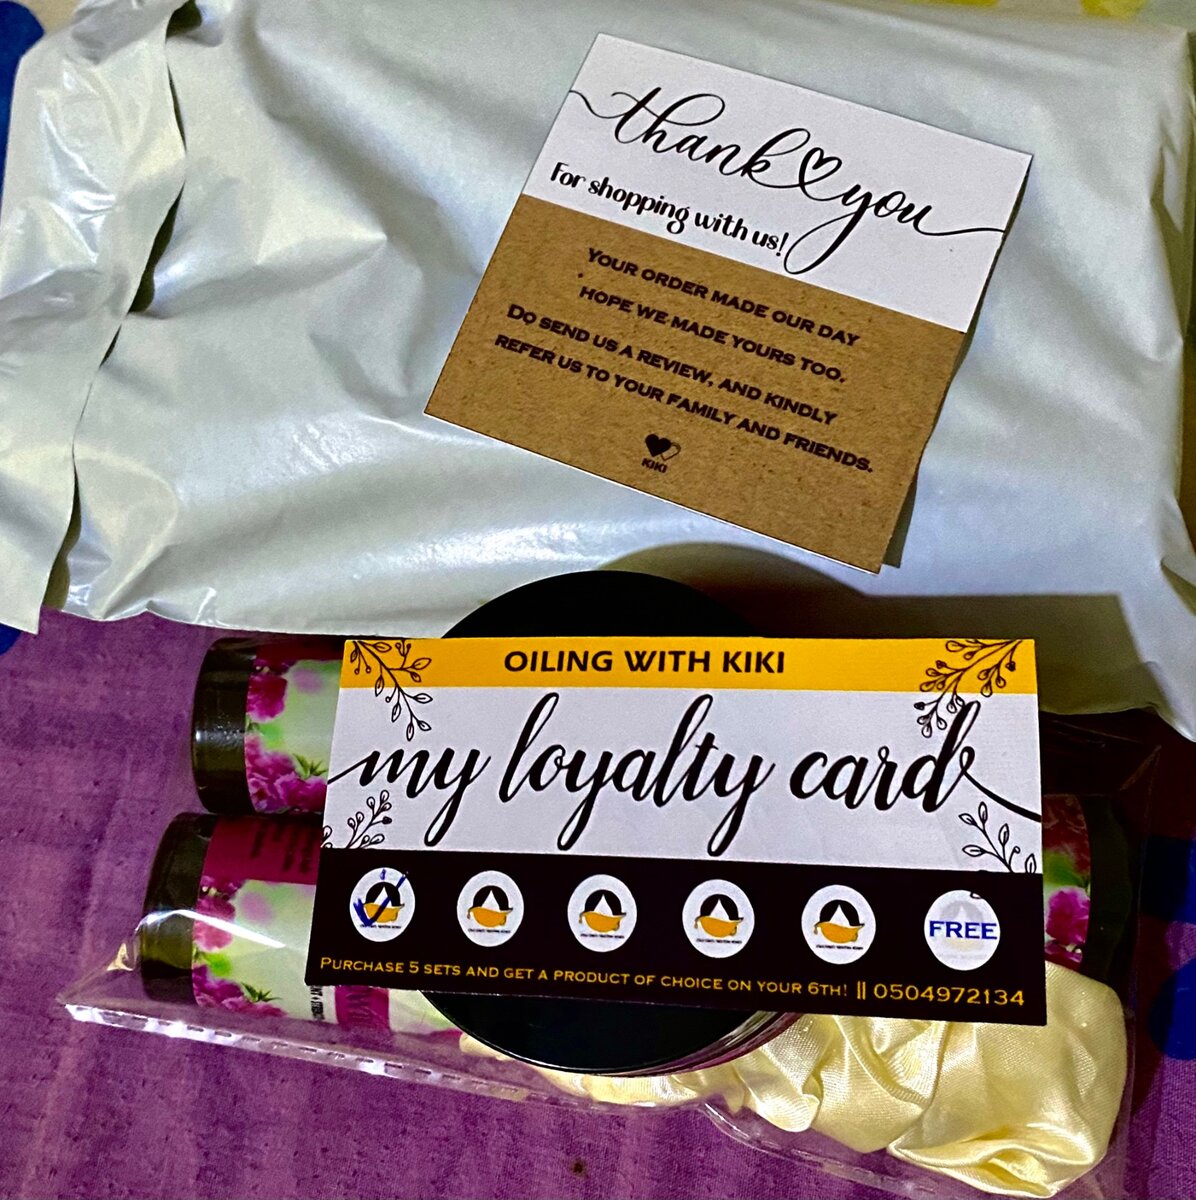 thank you
For shopping with us!
YOUR ORDER MADE OUR DAY
HOPE WE MADE YOURS TOO.
DO SEND US A REVIEW, AND KINDLY
REFER US TO YOUR FAMILY AND FRIENDS.
KIKI
OILING WITH KIKI
my loyalty card
FREE
PURCHASE 5 SETS AND GET A PRODUCT OF CHOICE ON YOUR 6TH! || 0504972134